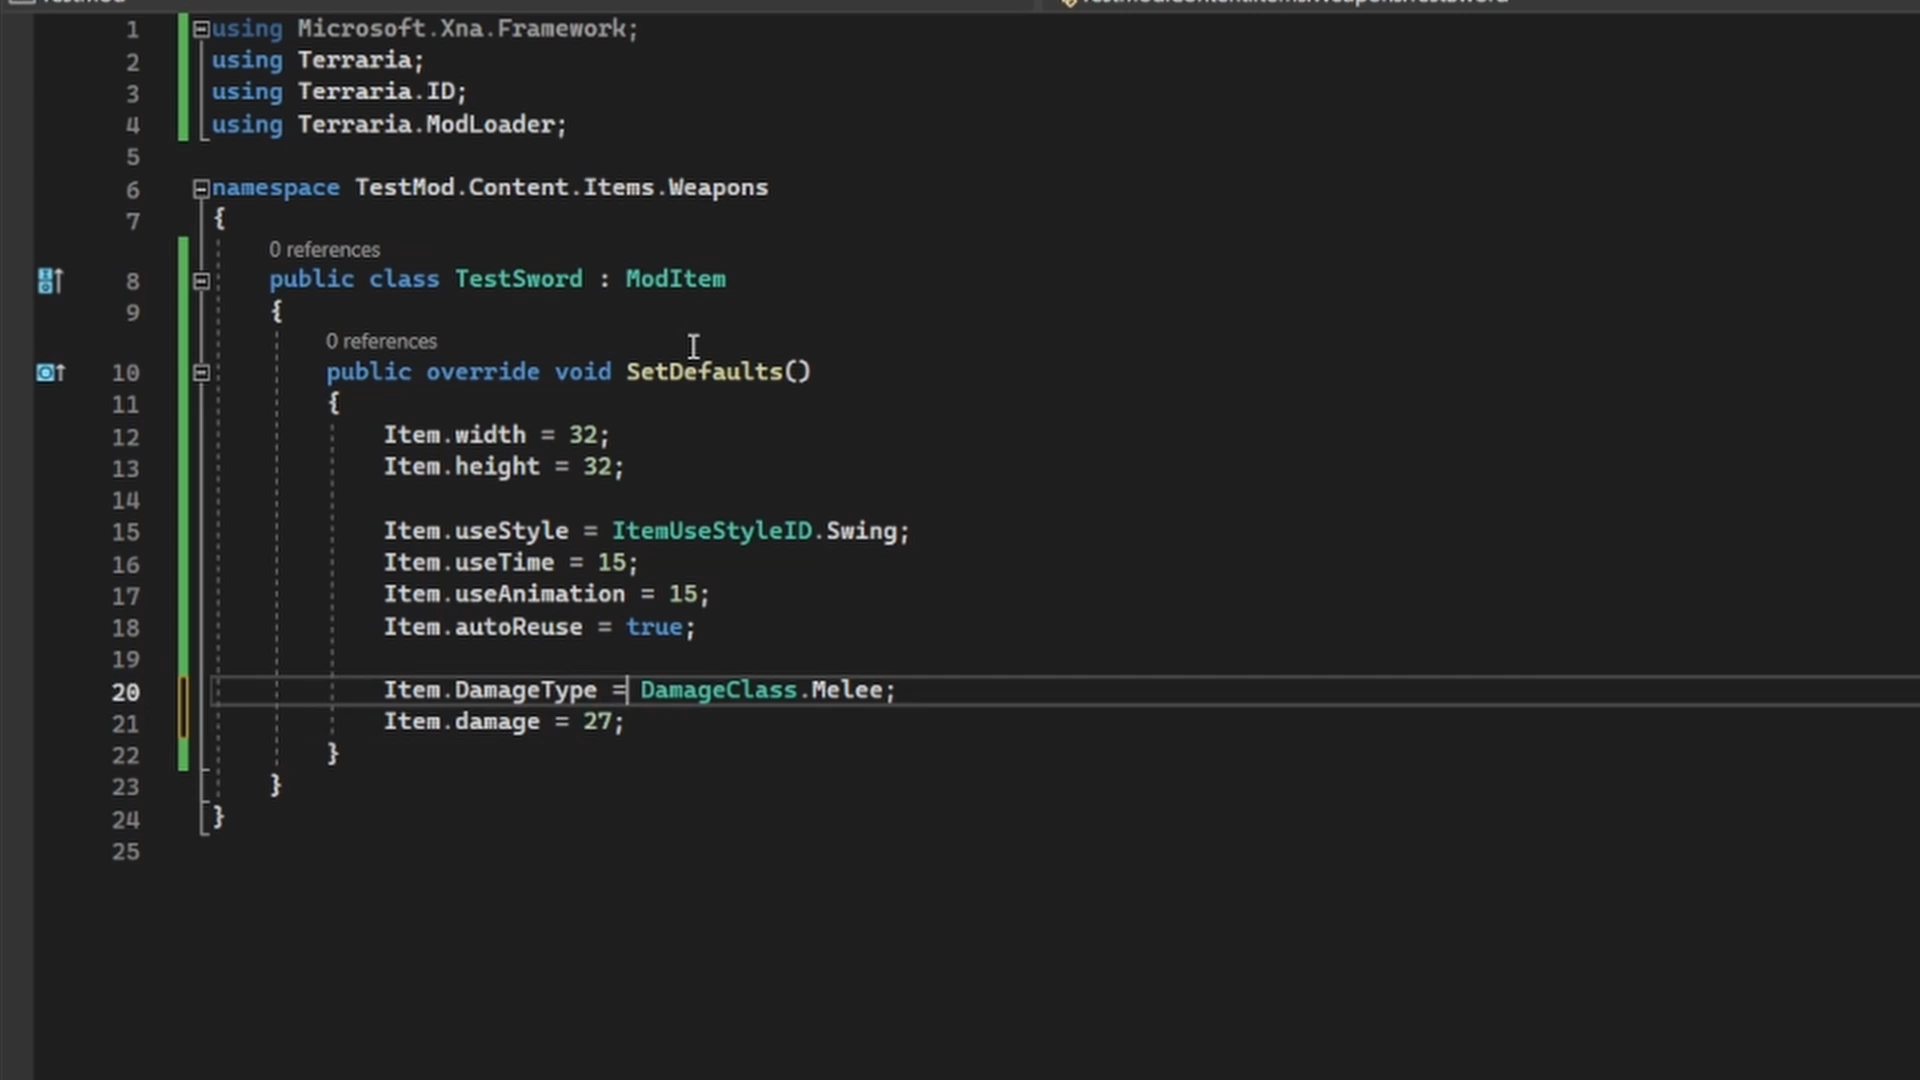 1 using Microsoft.Xna.Framework;
2 using Terraria;
3 using Terraria.ID;
4 using Terraria.ModLoader;
5
6 namespace TestMod.Content.Items.Weapons
7 {
0 references
8 public class TestSword : ModItem
9 {
0 references
10 public override void SetDefaults()
11 {
12 Item.width = 32;
13 Item.height = 32;
14
15 Item.useStyle = ItemUseStyleID.Swing;
16 Item.useTime = 15;
17 Item.useAnimation = 15;
18 Item.autoReuse = true;
19
20 Item.DamageType = DamageClass.Melee;
21 Item.damage = 27;
22 }
23 }
24 }
25